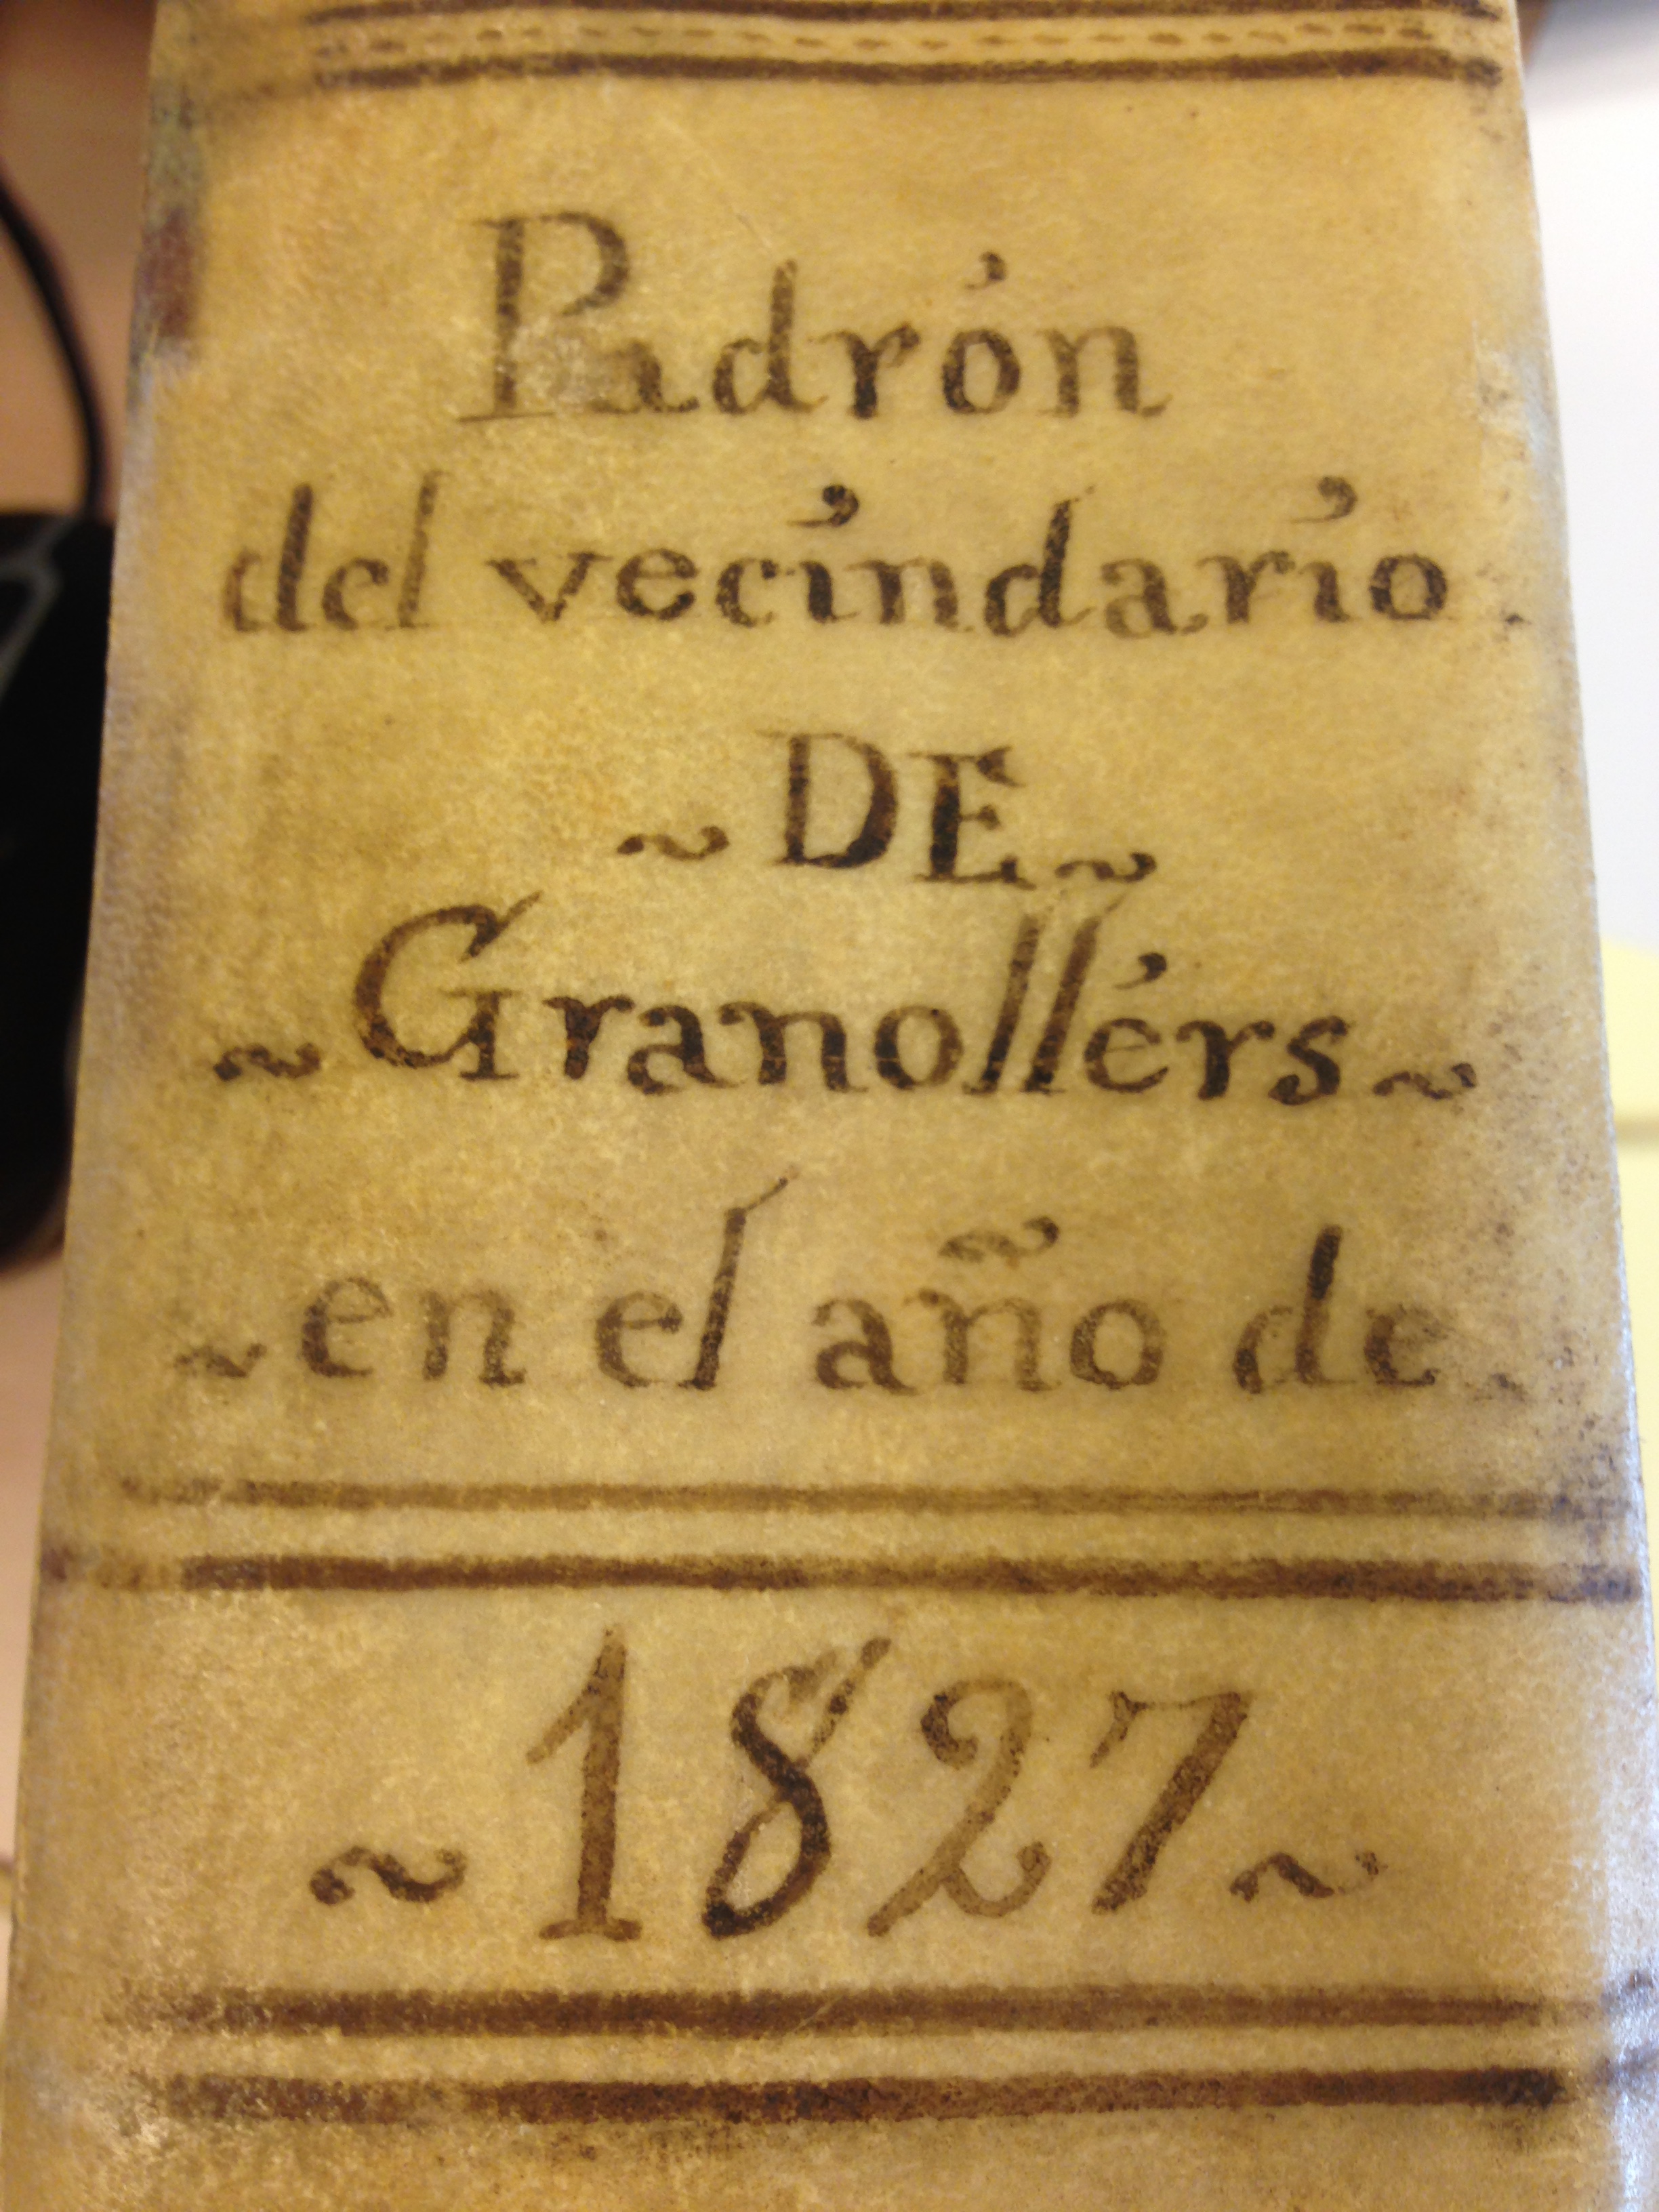 Padrón
del vecindario
~ DE ~
~ Granollérs ~
~ en el año de
~ 1827 ~